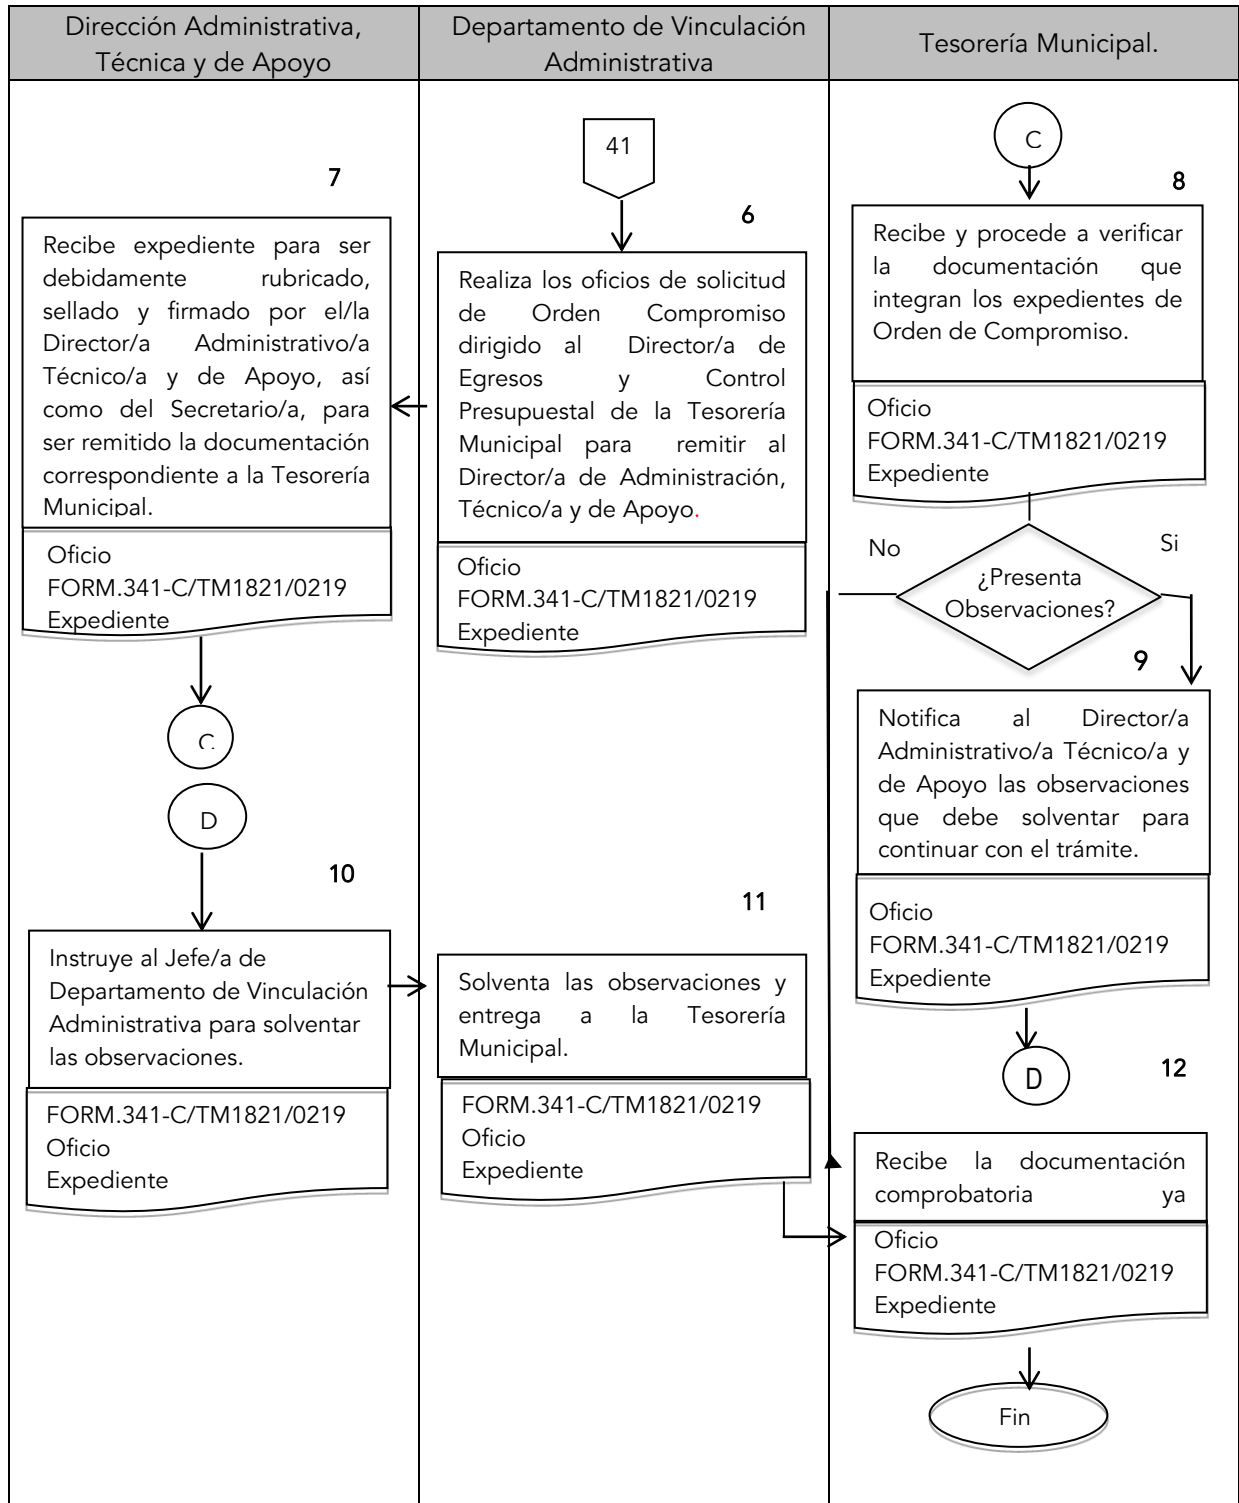 Dirección Administrativa,
Técnica y de Apoyo
Departamento de Vinculación
Administrativa
Tesorería Municipal.
7
Recibe expediente para ser
debidamente rubricado,
sellado y firmado por el/la
Director/a Administrativo/a
Técnico/a y de Apoyo, así
como del Secretario/a, para
ser remitido la documentación
correspondiente a la Tesorería
Municipal.
Oficio
FORM.341-C/TM1821/0219
Expediente
C
D
10
Instruye al Jefe/a de
Departamento de Vinculación
Administrativa para solventar
las observaciones.
FORM.341-C/TM1821/0219
Oficio
Expediente
41
6
Realiza los oficios de solicitud
de Orden Compromiso
dirigido al Director/a de
Egresos y Control
Presupuestal de la Tesorería
Municipal para remitir al
Director/a de Administración,
Técnico/a y de Apoyo.
Oficio
FORM.341-C/TM1821/0219
Expediente
11
Solventa las observaciones y
entrega a la Tesorería
Municipal.
FORM.341-C/TM1821/0219
Oficio
Expediente
C
8
Recibe y procede a verificar
la documentación que
integran los expedientes de
Orden de Compromiso.
Oficio
FORM.341-C/TM1821/0219
Expediente
No
Si
¿Presenta
Observaciones?
9
Notifica al Director/a
Administrativo/a Técnico/a y
de Apoyo las observaciones
que debe solventar para
continuar con el trámite.
Oficio
FORM.341-C/TM1821/0219
Expediente
D
12
Recibe la documentación
comprobatoria ya
Oficio
FORM.341-C/TM1821/0219
Expediente
Fin